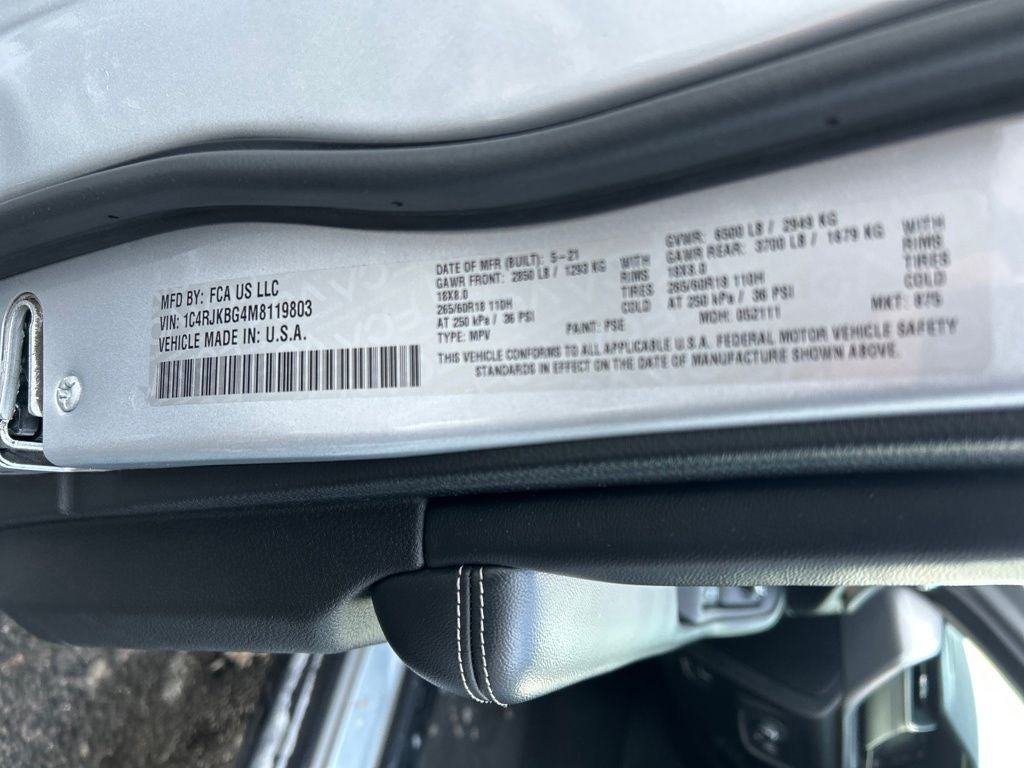 MFD BY: FCA US LLC
VIN: 1C4RJKBG4M8119803
VEHICLE MADE IN: U.S.A.
DATE OF MFR (BUILT): 5-21
GAWR FRONT: 2850 LB / 1293 KG WITH
18X8.0 RIMS
265/60R18 110H TIRES
AT 250 kPa / 36 PSI COLD
TYPE: MPV PAINT: PSE
GVWR: 6500 LB / 2949 KG
GAWR REAR: 3700 LB / 1679 KG WITH
18X8.0 RIMS
265/60R18 110H TIRES
AT 250 kPa / 36 PSI COLD
MDH: 052111 MKT:
THIS VEHICLE CONFORMS TO ALL APPLICABLE U.S.A. FEDERAL MOTOR VEHICLE SAFETY
STANDARDS IN EFFECT ON THE DATE OF MANUFACTURE SHOWN ABOVE.